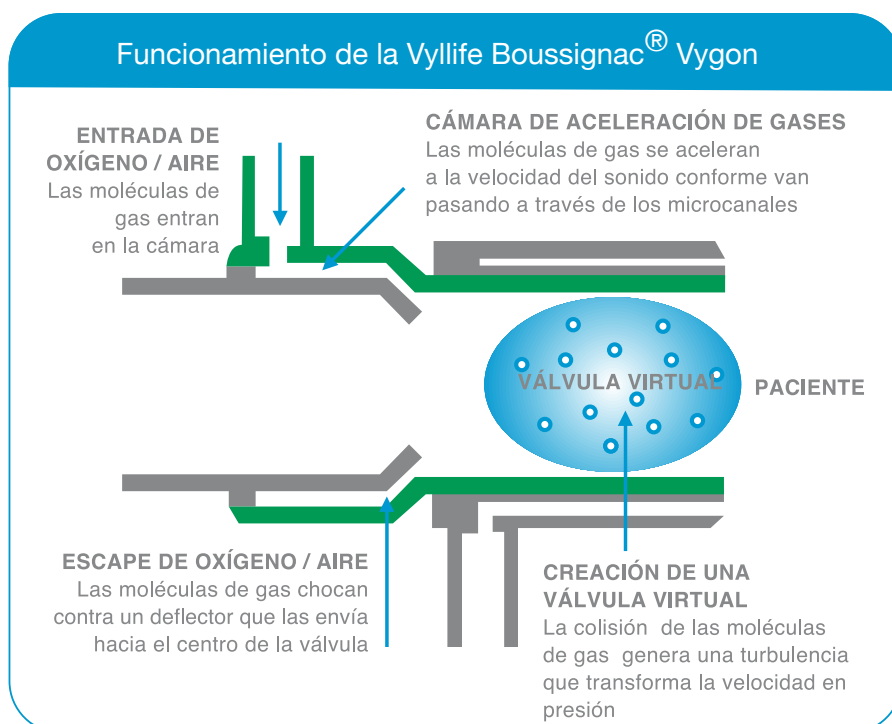 Funcionamiento de la Vyllife Boussignac® Vygon
ENTRADA DE
OXÍGENO / AIRE
Las moléculas de
gas entran
en la cámara
CÁMARA DE ACELERACIÓN DE GASES
Las moléculas de gas se aceleran
a la velocidad del sonido conforme van
pasando a través de los microcanales
VÁLVULA VIRTUAL
PACIENTE
ESCAPE DE OXÍGENO / AIRE
Las moléculas de gas chocan
contra un deflector que las envía
hacia el centro de la válvula
CREACIÓN DE UNA
VÁLVULA VIRTUAL
La colisión de las moléculas
de gas genera una turbulencia
que transforma la velocidad en
presión